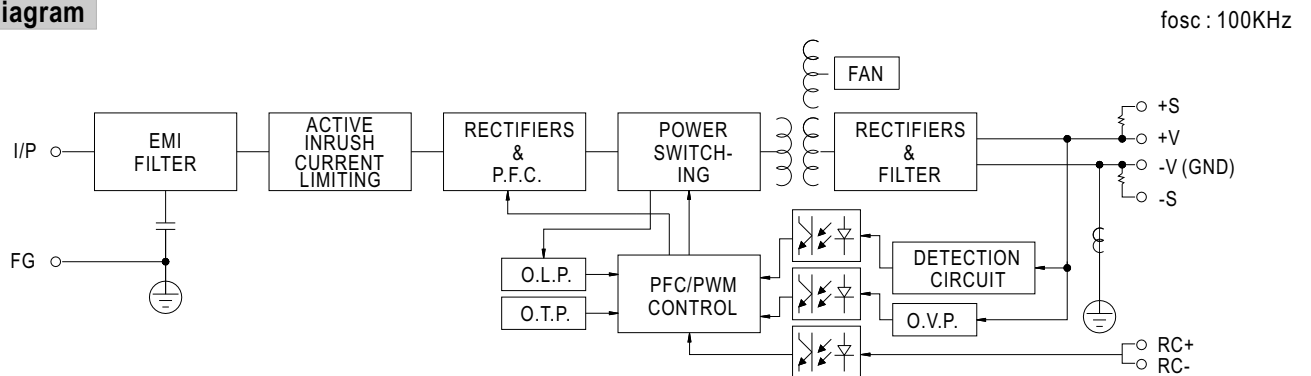 iagram
fosc : 100KHz
FAN
I/P
EMI
FILTER
ACTIVE
INRUSH
CURRENT
LIMITING
RECTIFIERS
&
P.F.C.
POWER
SWITCH-
ING
RECTIFIERS
&
FILTER
+S
+V
-V (GND)
-S
FG
O.L.P.
O.T.P.
PFC/PWM
CONTROL
DETECTION
CIRCUIT
O.V.P.
RC+
RC-